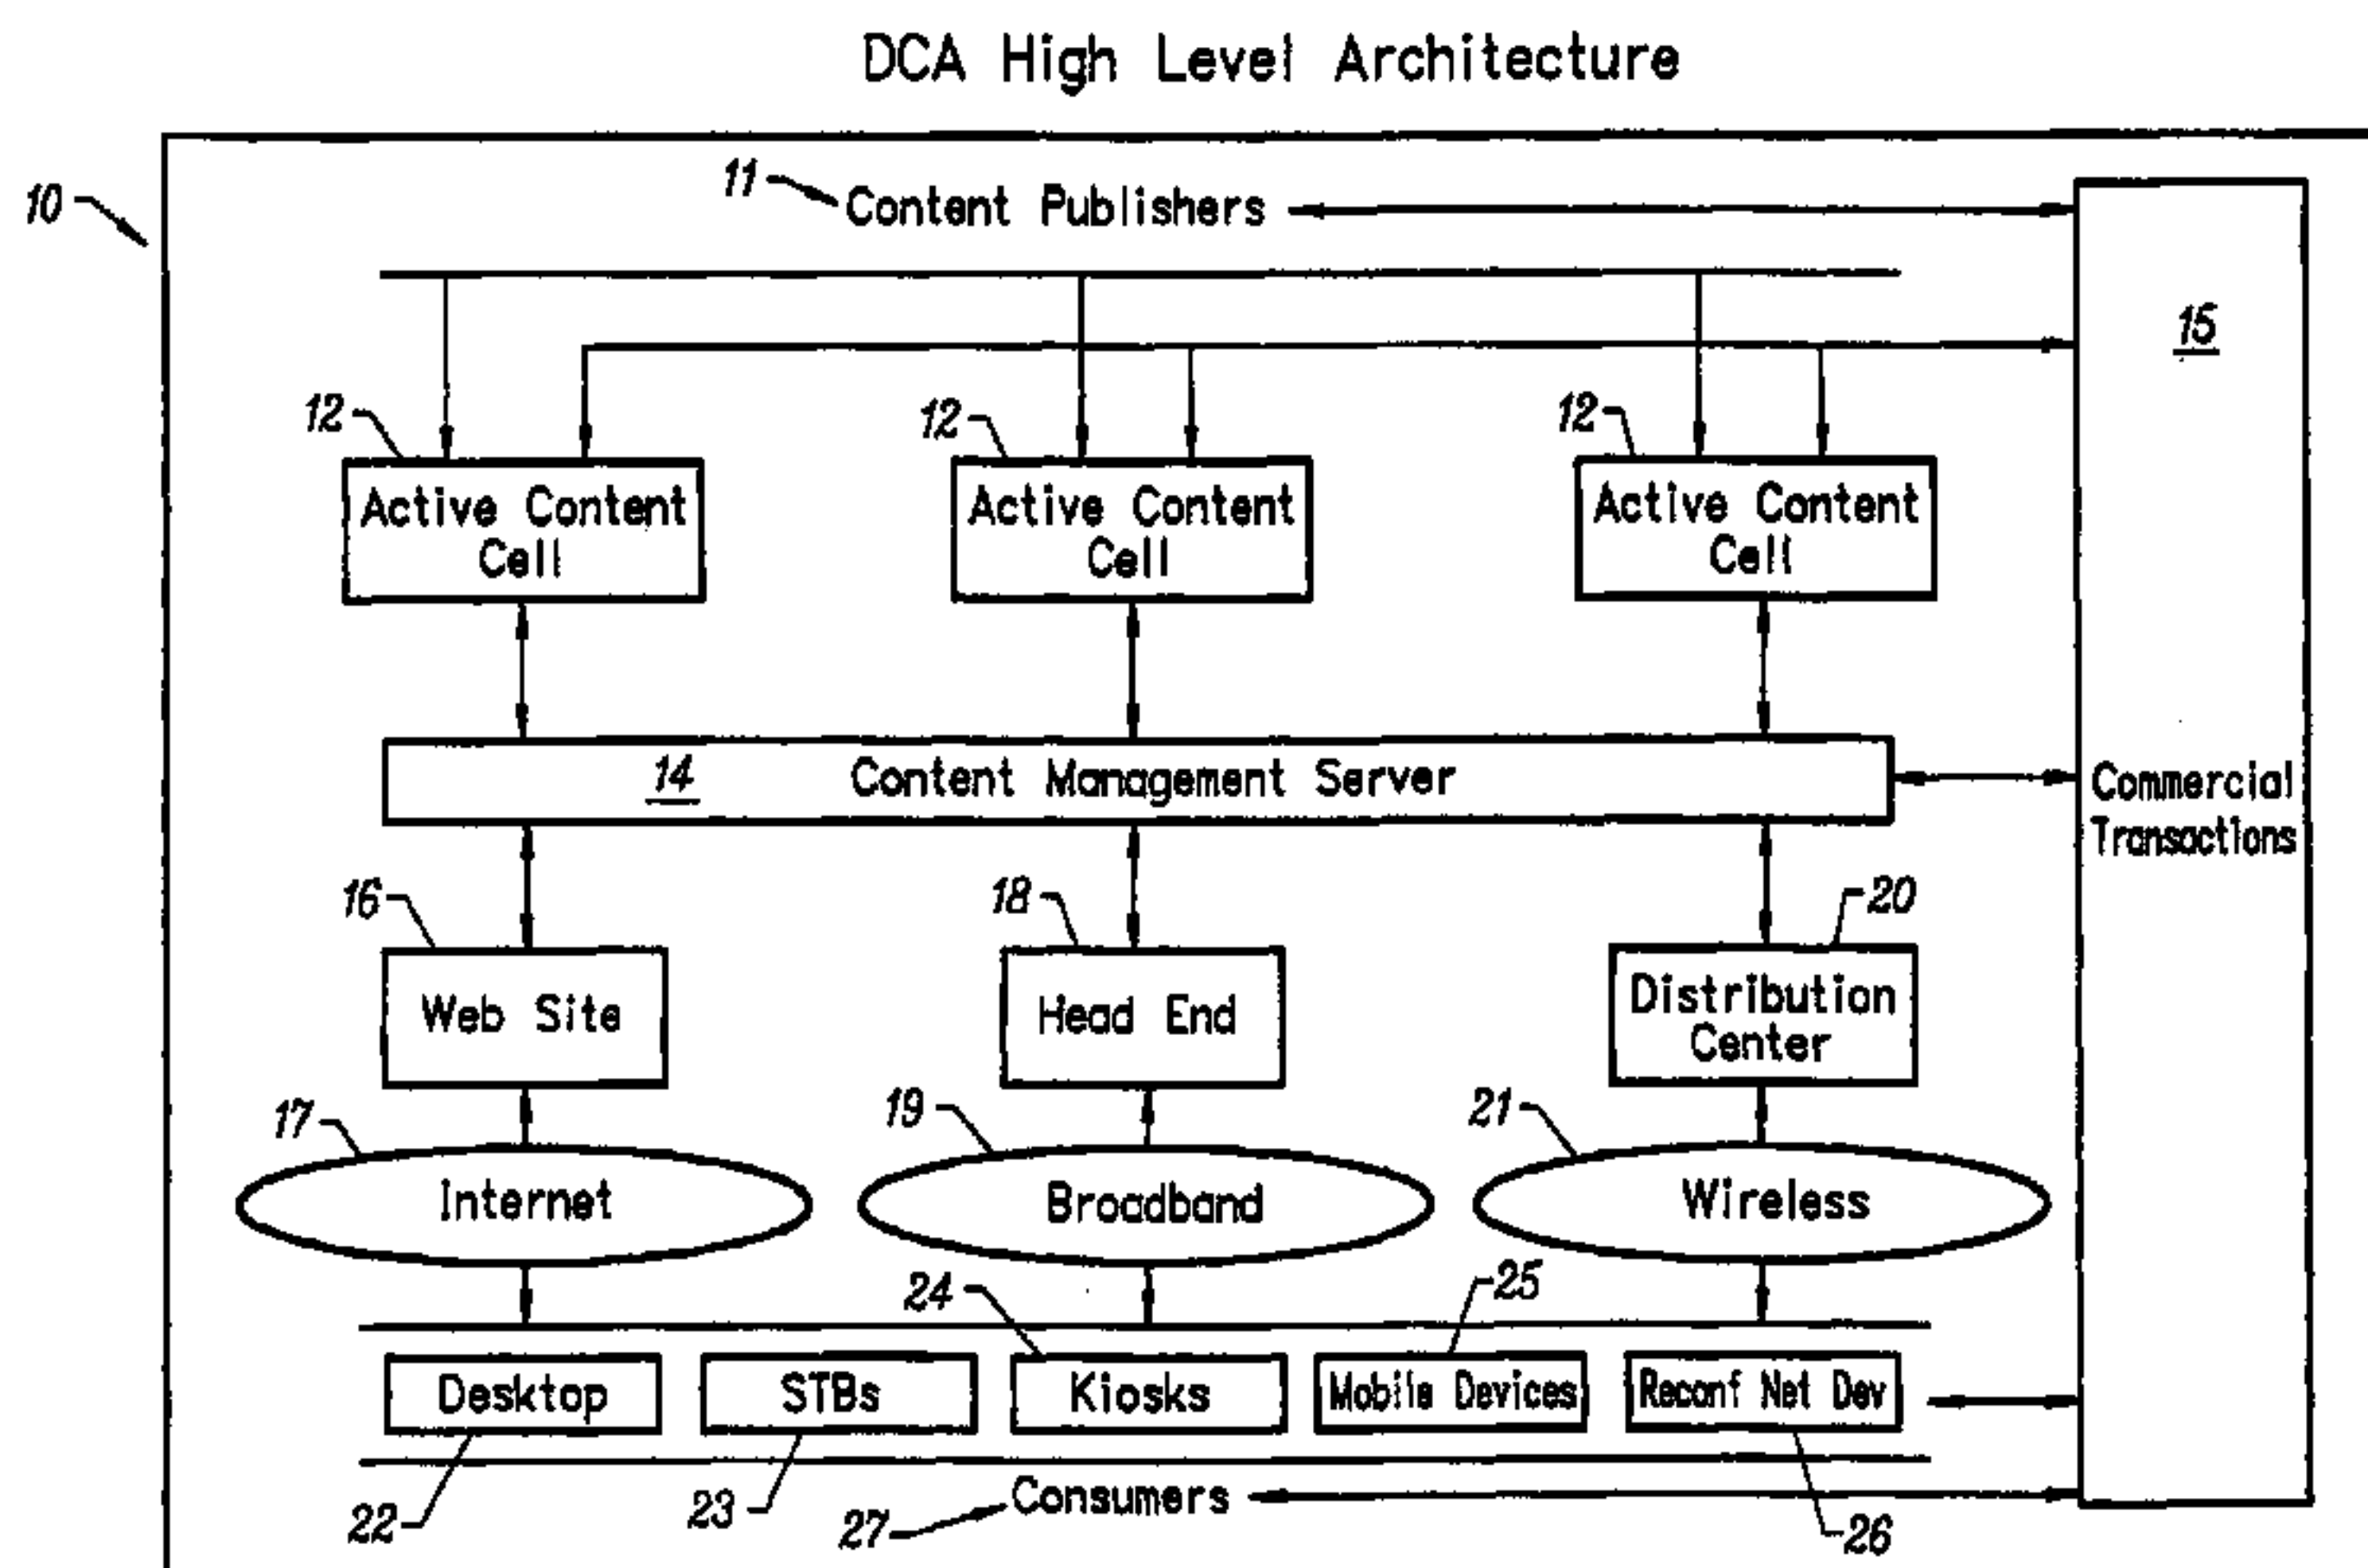 DCA High Level Architecture
10
11
Content Publishers
15
12
12
12
Active Content
Cell
Active Content
Cell
Active Content
Cell
14
Content Management Server
Commercial
Transactions
16
18
20
Web Site
Head End
Distribution
Center
17
19
21
Internet
Broadband
Wireless
24
25
Desktop
STBs
Kiosks
Mobile Devices
Reconf Net Dev
22
23
27
Consumers
26